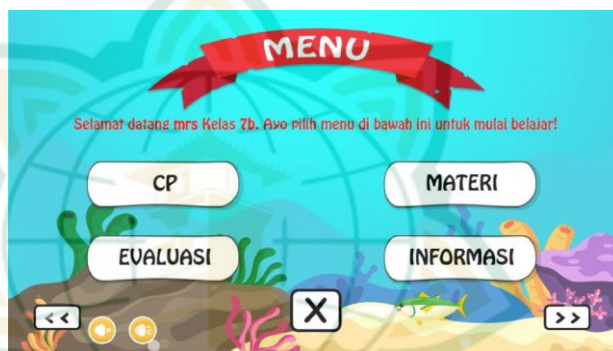 MENU
Selamat datang mrs Kelas 7b. Ayo pilih menu di bawah ini untuk mulai belajar!
CP
MATERI
EVALUASI
INFORMASI
<<
X
>>